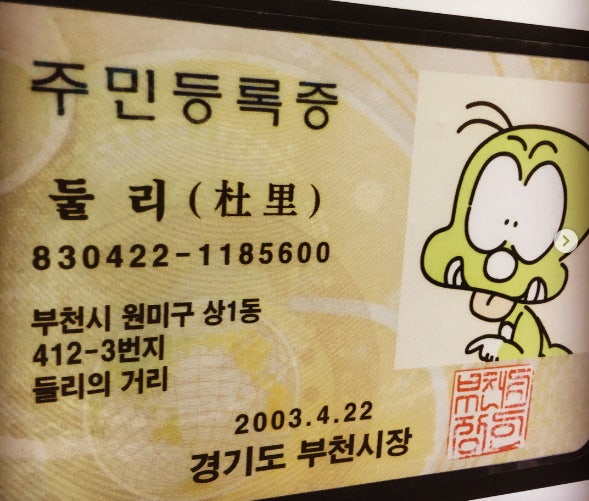 주민등록증
둘 리 (杜里)
830422-1185600
부천시 원미구 상1동
412-3번지
둘리의 거리
2003.4.22
경기도 부천시장